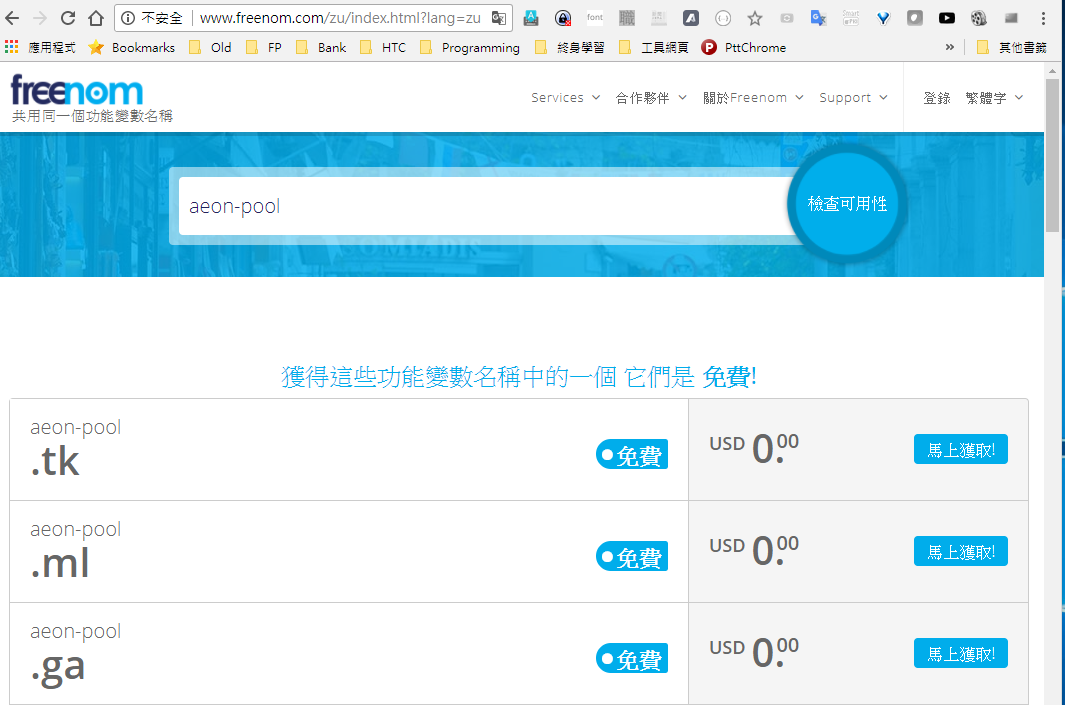 不安全 www.freenom.com/zu/index.html?lang=zu font
應用程式 Bookmarks Old FP Bank HTC Programming 終身學習 工具網頁 PttChrome » 其他書籤
freenom
共用同一個功能變數名稱
Services 合作夥伴 關於Freenom Support 登錄 繁體字
aeon-pool 檢查可用性
獲得這些功能變數名稱中的一個 它們是 免費!
aeon-pool
.tk 免費 USD 0.00 馬上獲取!
aeon-pool
.ml 免費 USD 0.00 馬上獲取!
aeon-pool
.ga 免費 USD 0.00 馬上獲取!